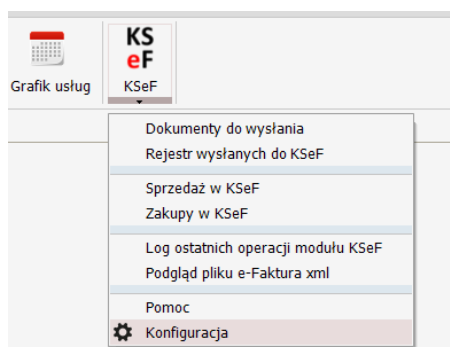 KS
eF
Grafik usług
KSeF
Dokumenty do wysłania
Rejestr wysłanych do KSeF
Sprzedaż w KSeF
Zakupy w KSeF
Log ostatnich operacji modułu KSeF
Podgląd pliku e-Faktura xml
Pomoc
Konfiguracja